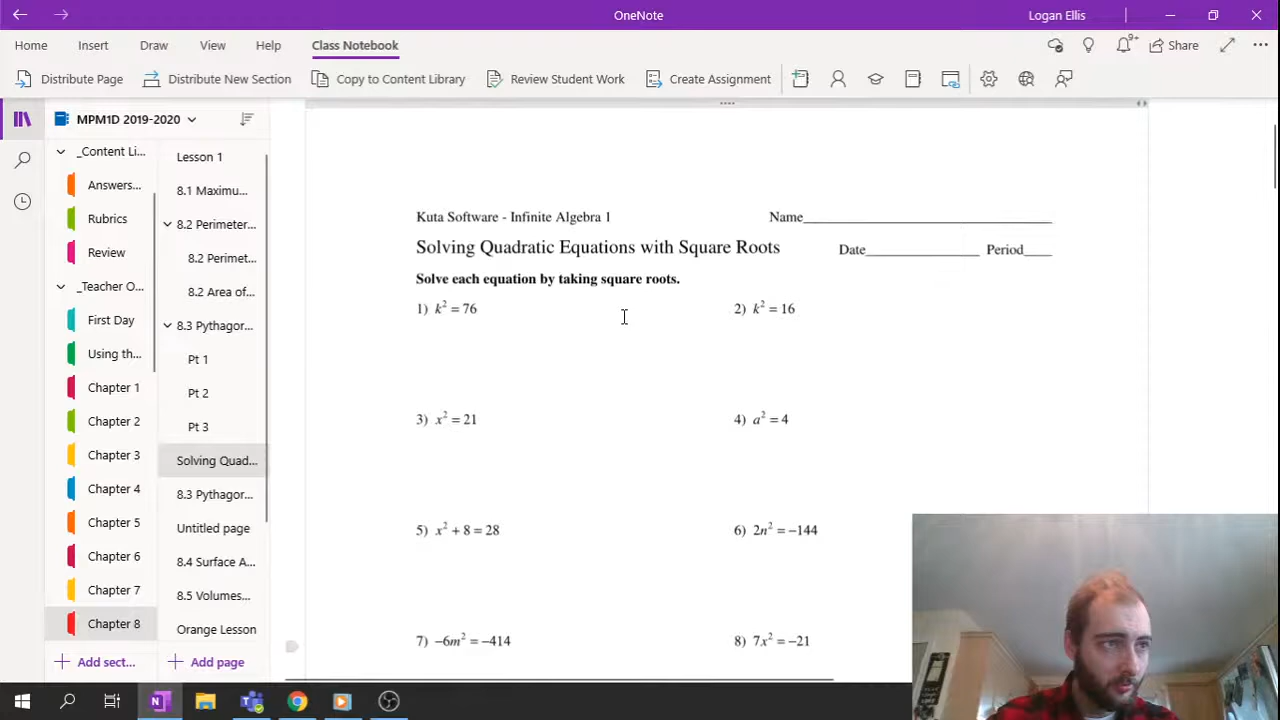 OneNote
Logan Ellis
Home Insert Draw View Help Class Notebook
9+
Share
Distribute Page Distribute New Section Copy to Content Library Review Student Work Create Assignment
MPM1D 2019-2020
_Content Li...
Answers...
Rubrics
Review
_Teacher O...
First Day
Using th...
Chapter 1
Chapter 2
Chapter 3
Chapter 4
Chapter 5
Chapter 6
Chapter 7
Chapter 8
Add sect...
Lesson 1
8.1 Maximu...
8.2 Perimeter...
8.2 Perimet...
8.2 Area of...
8.3 Pythagor...
Pt 1
Pt 2
Pt 3
Solving Quad...
8.3 Pythagor...
Untitled page
8.4 Surface A...
8.5 Volumes...
Orange Lesson
Add page
Kuta Software - Infinite Algebra 1 Name
Solving Quadratic Equations with Square Roots Date Period
Solve each equation by taking square roots.
1) k² = 76 2) k² = 16
3) x² = 21 4) a² = 4
5) x² + 8 = 28 6) 2n² = −144
7) −6m² = −414 8) 7x² = −21